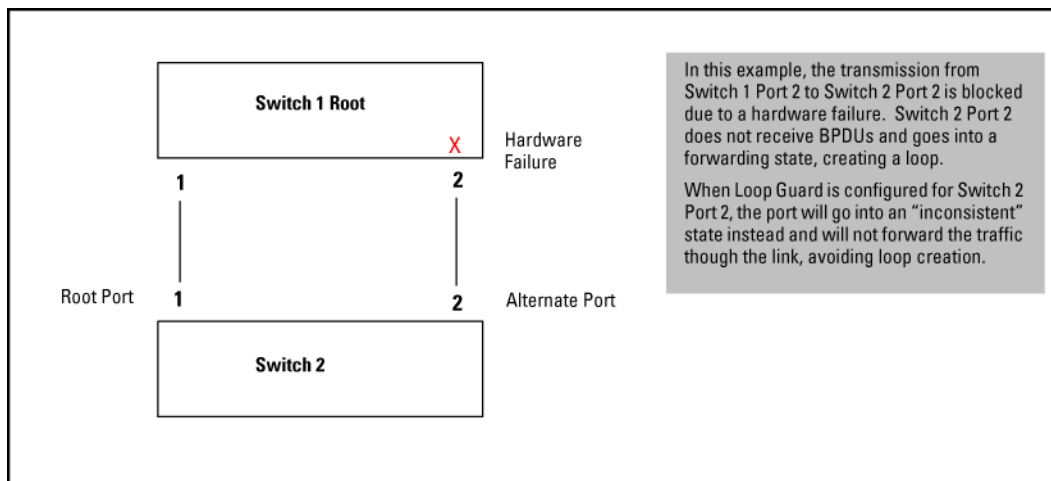 Switch 1 Root
X
Hardware
Failure
1
2
Root Port
1
2
Alternate Port
Switch 2
In this example, the transmission from
Switch 1 Port 2 to Switch 2 Port 2 is blocked
due to a hardware failure. Switch 2 Port 2
does not receive BPDUs and goes into a
forwarding state, creating a loop.
When Loop Guard is configured for Switch 2
Port 2, the port will go into an “inconsistent”
state instead and will not forward the traffic
though the link, avoiding loop creation.